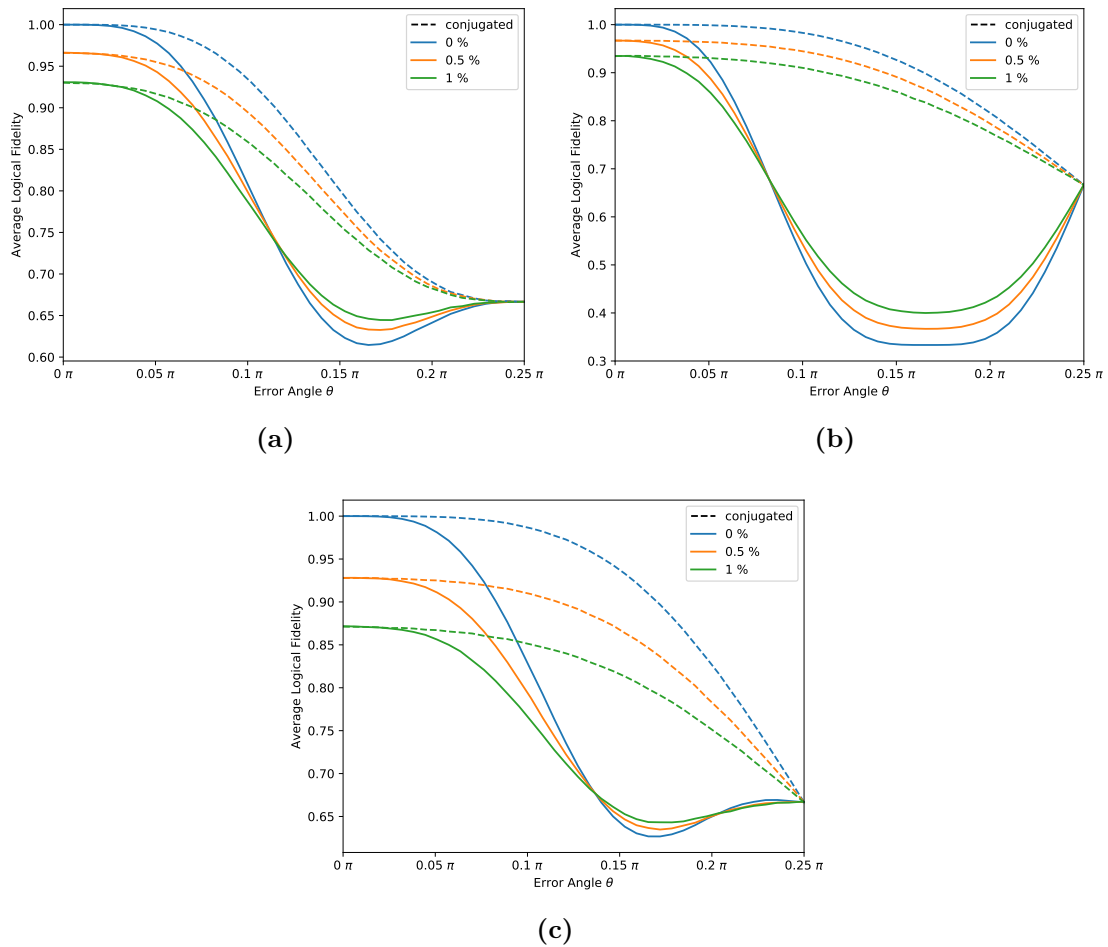 1.00
0.95
0.90
0.85
0.80
0.75
0.70
0.65
0.60
Average Logical Fidelity
0 π 0.05 π 0.1 π 0.15 π 0.2 π 0.25 π
Error Angle θ
conjugated
0 %
0.5 %
1 %
(a)
1.0
0.9
0.8
0.7
0.6
0.5
0.4
0.3
Average Logical Fidelity
0 π 0.05 π 0.1 π 0.15 π 0.2 π 0.25 π
Error Angle θ
conjugated
0 %
0.5 %
1 %
(b)
1.00
0.95
0.90
0.85
0.80
0.75
0.70
0.65
Average Logical Fidelity
0 π 0.05 π 0.1 π 0.15 π 0.2 π 0.25 π
Error Angle θ
conjugated
0 %
0.5 %
1 %
(c)